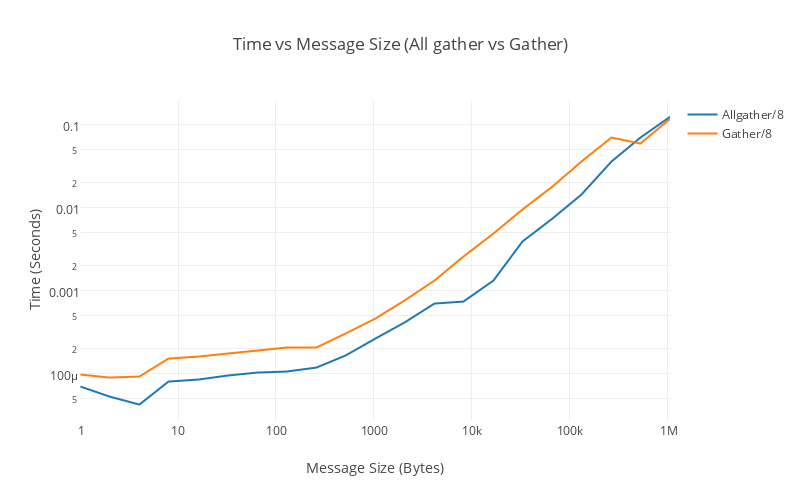 Time vs Message Size (All gather vs Gather)
Allgather/8
Gather/8
Time (Seconds)
0.1
5
2
0.01
5
2
0.001
5
2
100μ
5
1 10 100 1000 10k 100k 1M
Message Size (Bytes)